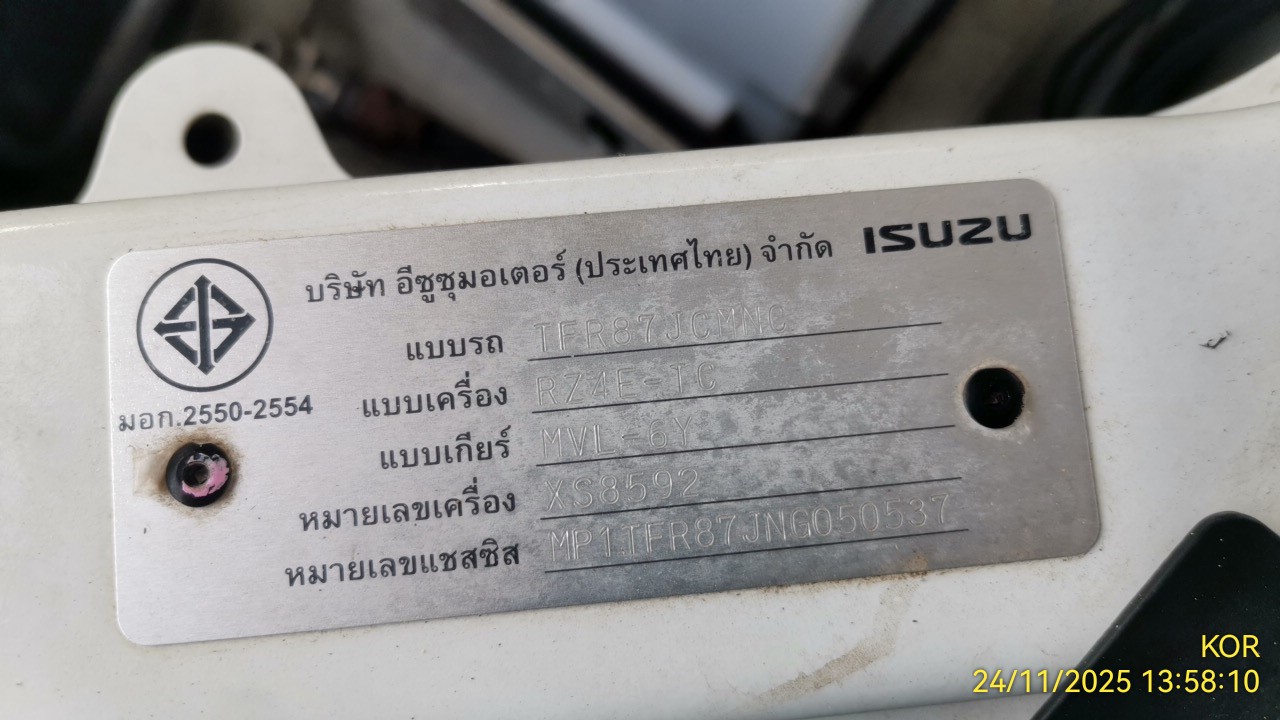 บริษัท อีซูซุมอเตอร์ (ประเทศไทย) จำกัด ISUZU
แบบรถ TFR87JCMNC
แบบเครื่อง RZ4E-TC
มอก.2550-2554
แบบเกียร์ MVL-6Y
หมายเลขเครื่อง XS8592
หมายเลขแชสซิส MP1TFR87JNG050537
KOR
24/11/2025 13:58:10